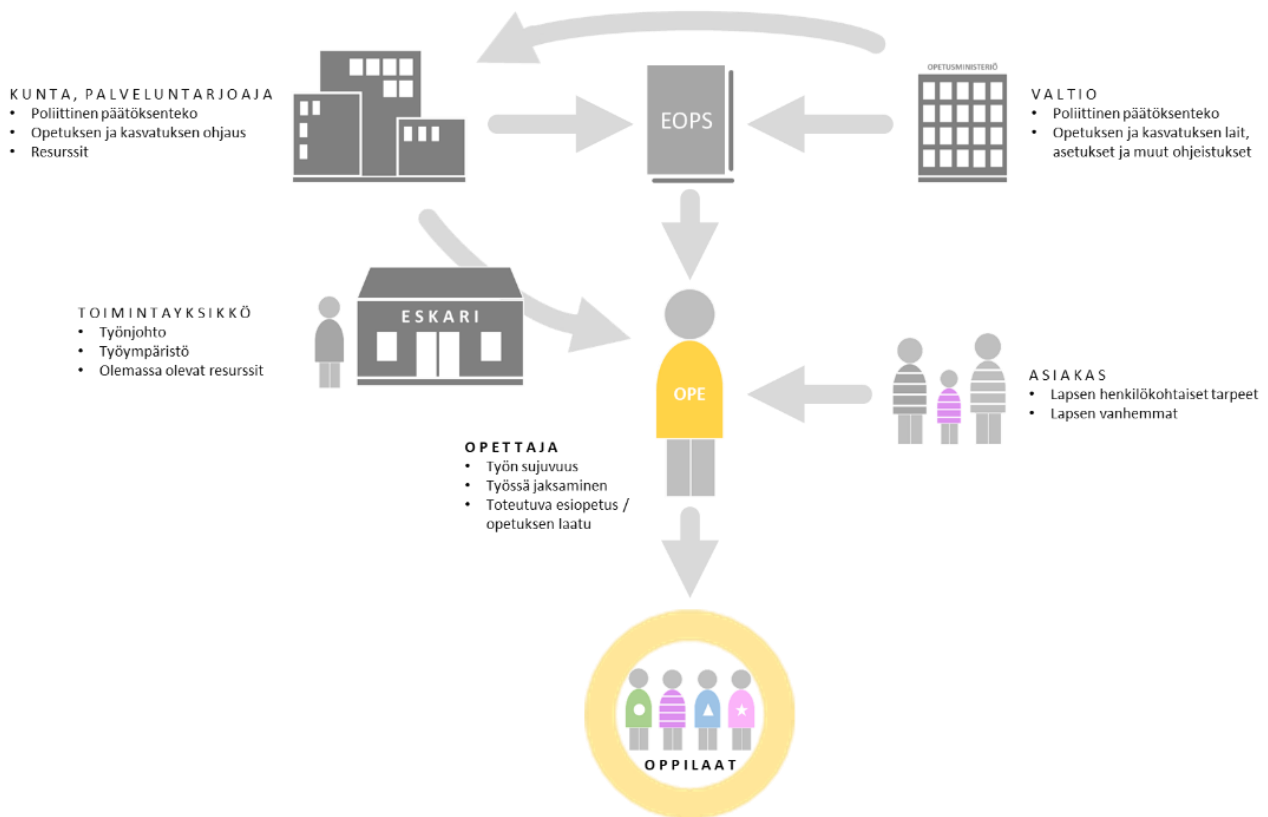 KUNTA, PALVELUNTARJOAJA
• Poliittinen päätöksenteko
• Opetuksen ja kasvatuksen ohjaus
• Resurssit
EOPS
OPETUSMINISTERIÖ
VALTIO
• Poliittinen päätöksenteko
• Opetuksen ja kasvatuksen lait,
asetukset ja muut ohjeistukset
TOIMINTAYKSIKKÖ
• Työnjohto
• Työympäristö
• Olemassa olevat resurssit
ESKARI
OPE
ASIAKAS
• Lapsen henkilökohtaiset tarpeet
• Lapsen vanhemmat
OPETTAJA
• Työn sujuvuus
• Työssä jaksaminen
• Toteutuva esiopetus /
opetuksen laatu
OPPILAAT